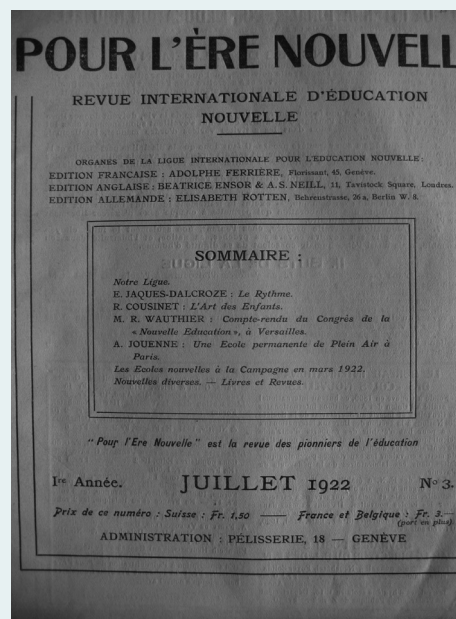 POUR L'ÈRE NOUVELL
REVUE INTERNATIONALE D'ÉDUCATION
NOUVELLE
ORGANES DE LA LIGUE INTERNATIONALE POUR L'EDUCATION NOUVELLE :
EDITION FRANCAISE : ADOLPHE FERRIÈRE, Florissant, 45, Genève.
EDITION ANGLAISE : BEATRICE ENSOR & A. S. NEILL, 11, Tavistock Square, Londres.
EDITION ALLEMANDE : ELISABETH ROTTEN, Behrenstrasse, 26 a, Berlin W. 8.
SOMMAIRE :
Notre Ligue.
E. JAQUES-DALCROZE : Le Rythme.
R. COUSINET : L'Art des Enfants.
M. R. WAUTHIER : Compte-rendu du Congrès de la
« Nouvelle Education », à Versailles.
A. JOUENNE : Une Ecole permanente de Plein Air à
Paris.
Les Ecoles nouvelles à la Campagne en mars 1922.
Nouvelles diverses. — Livres et Revues.
"Pour l'Ere Nouvelle" est la revue des pionniers de l'éducation
Ire Année. JUILLET 1922 No 3.
Prix de ce numéro : Suisse : Fr. 1,50 — France et Belgique : Fr. 3.—
(port en plus)
ADMINISTRATION : PÉLISSERIE, 18 — GENÈVE